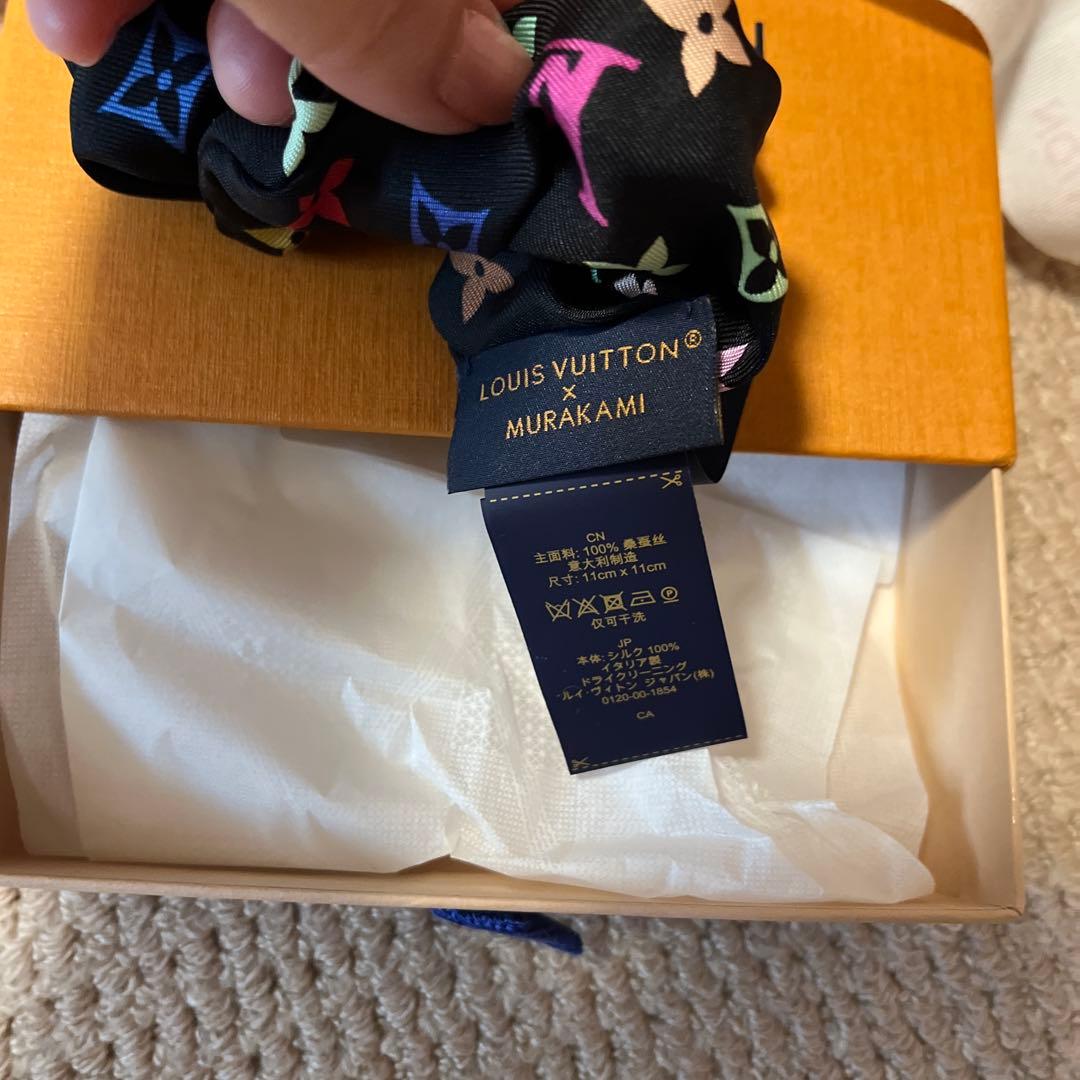 LOUIS VUITTON®
X
MURAKAMI
CN
主面料: 100% 桑蚕丝
意大利制造
尺寸: 11cm x 11cm
P
仅可干洗
JP
本体: シルク 100%
イタリア製
ドライクリーニング
ルイ・ヴィトン ジャパン(株)
0120-00-1854
CA